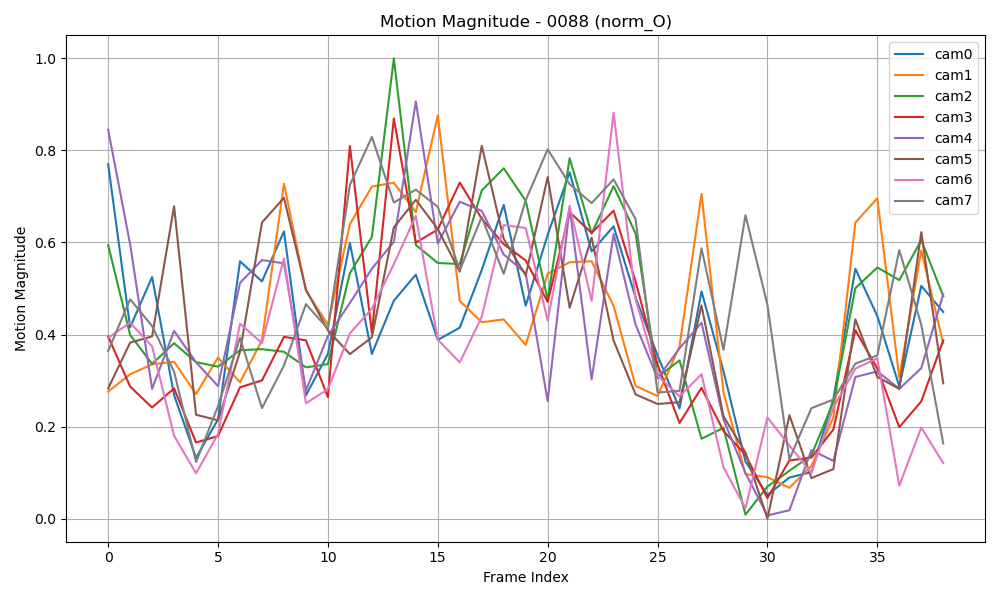 Motion Magnitude - 0088 (norm_O)
1.0
0.8
0.6
0.4
0.2
0.0
Motion Magnitude
0 5 10 15 20 25 30 35
Frame Index
cam0
cam1
cam2
cam3
cam4
cam5
cam6
cam7